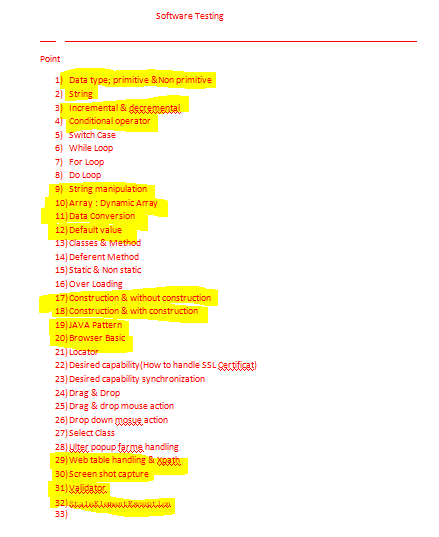 Software Testing
Point
1) Data type; primitive &Non primitive
2) String
3) Incremental & decremental
4) Conditional operator
5) Switch Case
6) While Loop
7) For Loop
8) Do Loop
9) String manipulation
10) Array : Dynamic Array
11) Data Conversion
12) Default value
13) Classes & Method
14) Deferent Method
15) Static & Non static
16) Over Loading
17) Construction & without construction
18) Construction & with construction
19) JAVA Pattern
20) Browser Basic
21) Locator
22) Desired capability(How to handle SSL Certificat)
23) Desired capability synchronization
24) Drag & Drop
25) Drag & drop mouse action
26) Drop down mosue action
27) Select Class
28) Ulter popup farme handling
29) Web table handling & Xpath
30) Screen shot capture
31) Validator
32) StaleElementException
33)